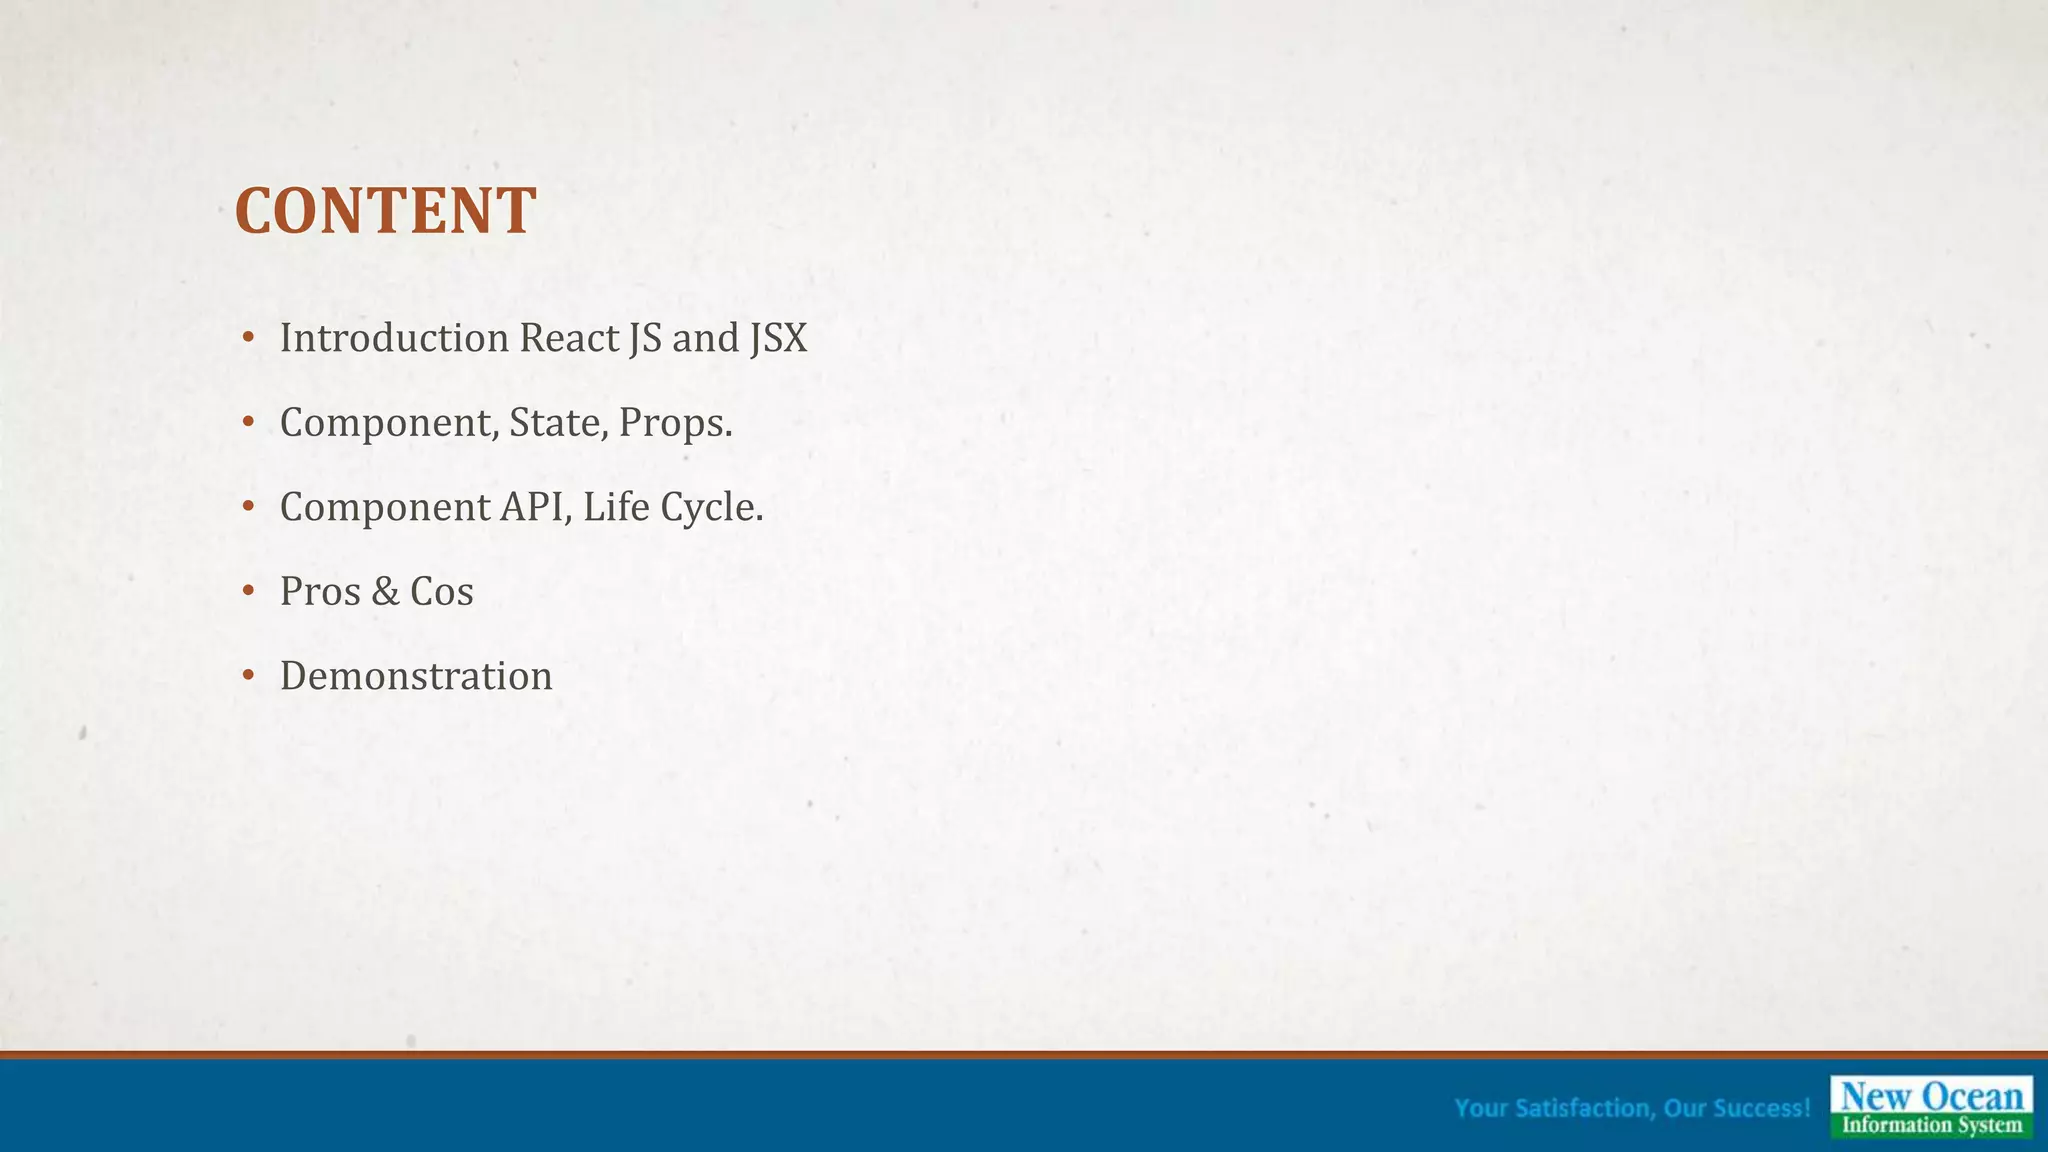 CONTENT
• Introduction React JS and JSX
• Component, State, Props.
• Component API, Life Cycle.
• Pros & Cos
• Demonstration
Your Satisfaction, Our Success!
New Ocean
Information System